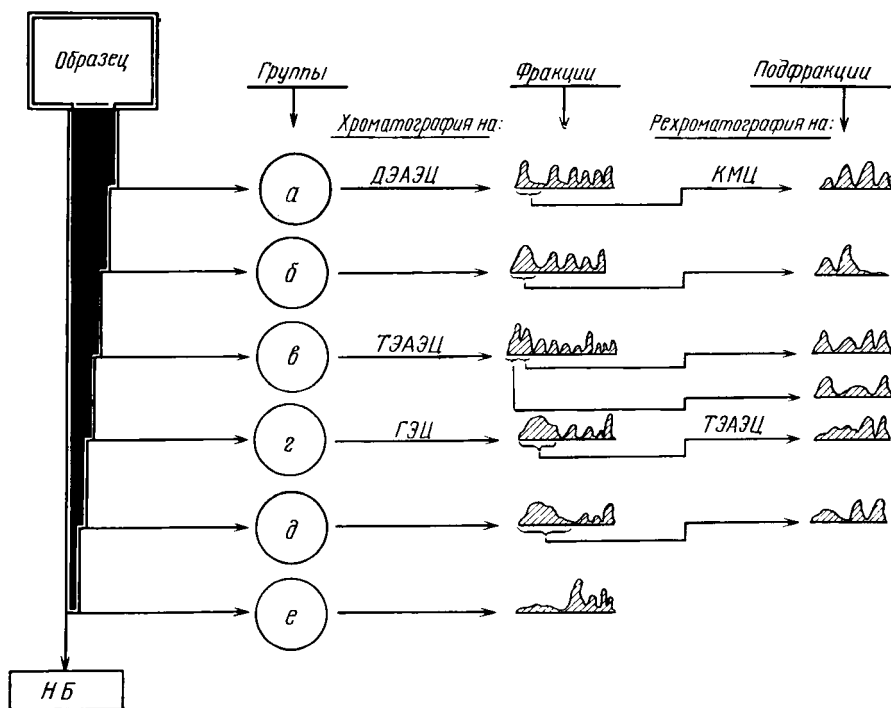 Образец
Группы
Фракции
Подфракции
Хроматография на:
Рехроматография на:
а
ДЭАЭЦ
КМЦ
б
в
ТЭАЭЦ
г
ГЭЦ
ТЭАЭЦ
д
е
НБ